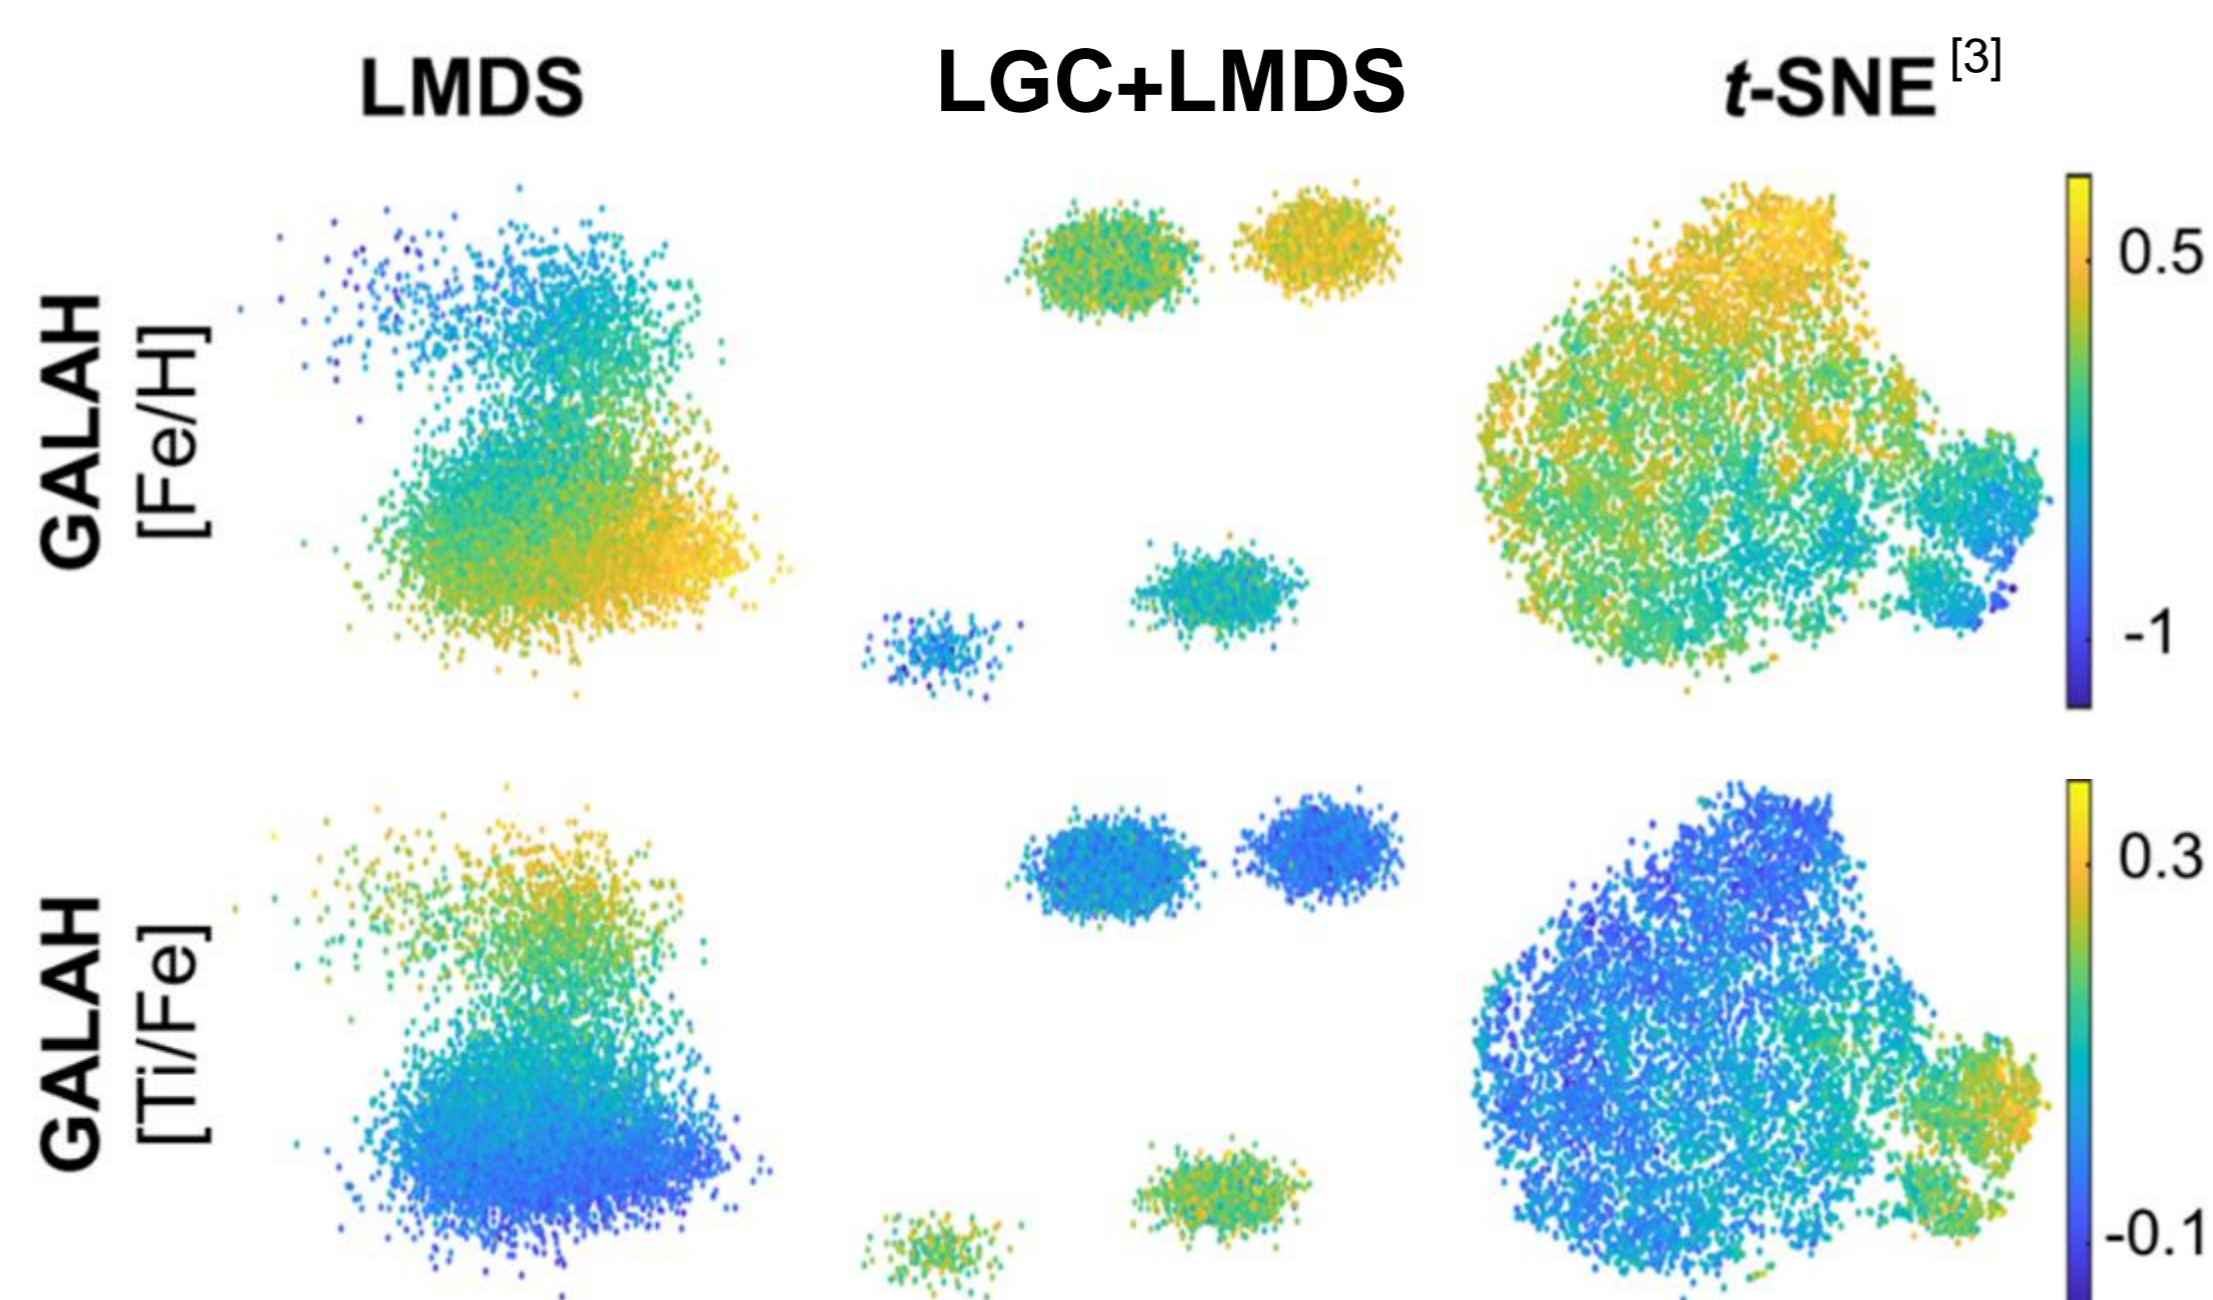 LMDS
LGC+LMDS
t-SNE [3]
GALAH
[Fe/H]
0.5
-1
GALAH
[Ti/Fe]
0.3
-0.1